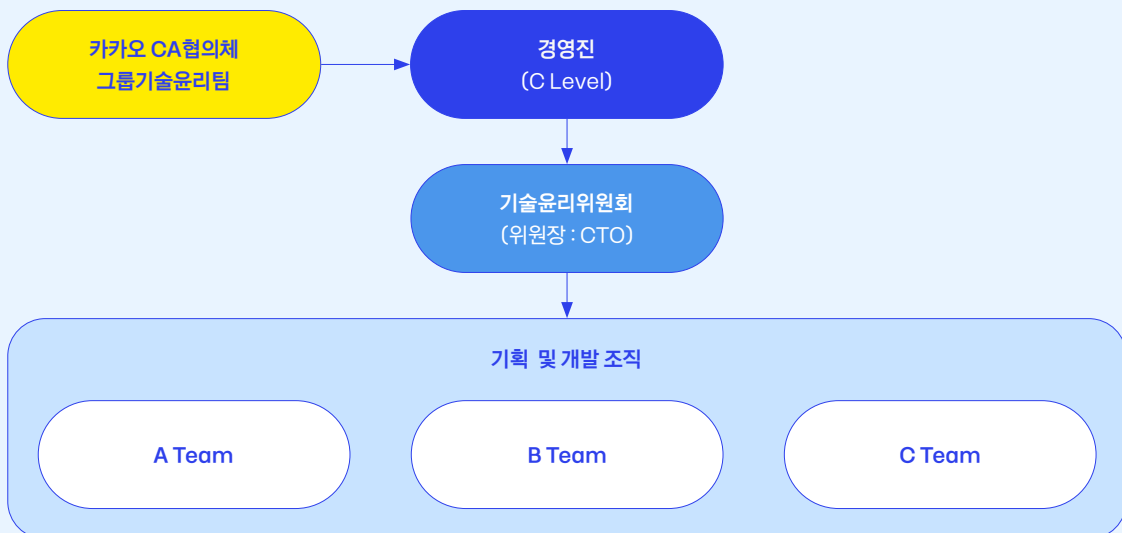 카카오 CA협의체
그룹기술윤리팀
경영진
(C Level)
기술윤리위원회
(위원장 : CTO)
기획 및 개발 조직
A Team
B Team
C Team